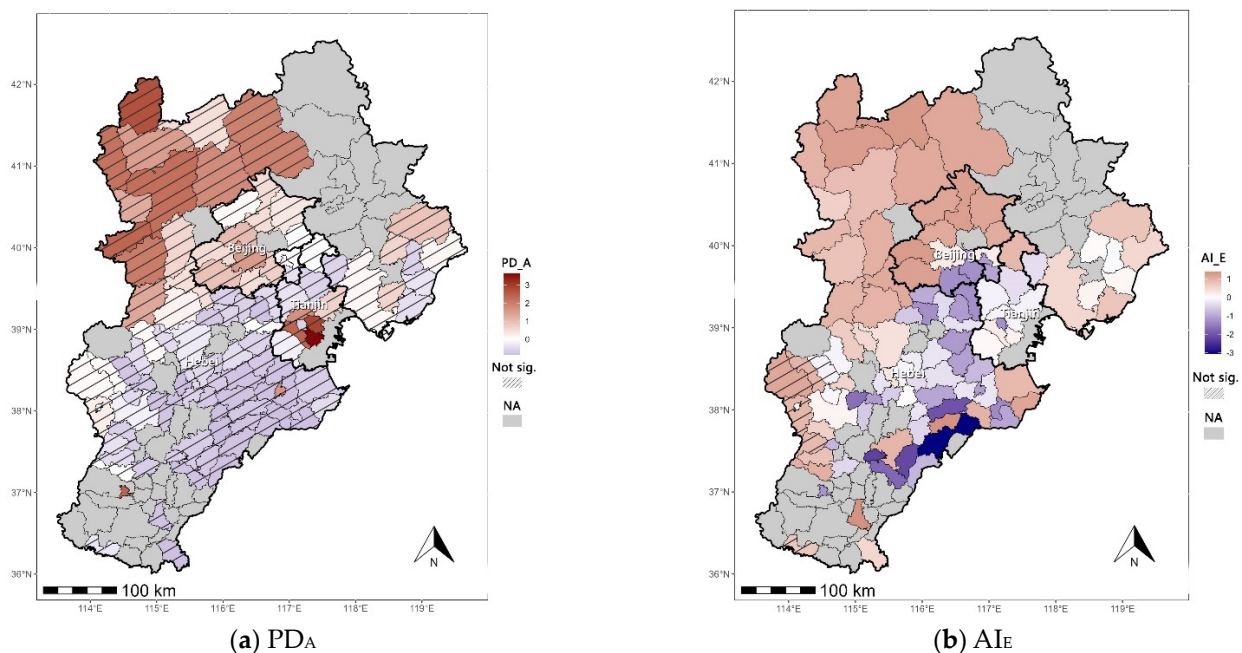 42°N
41°N
40°N
39°N
38°N
37°N
36°N
Beijing
Tianjin
Hebei
PD_A
3
2
1
0
Not sig.
NA
N
100 km
114°E 115°E 116°E 117°E 118°E 119°E
(a) PDA
42°N
41°N
40°N
39°N
38°N
37°N
36°N
Beijing
Tianjin
Hebei
AI_E
1
0
-1
-2
-3
Not sig.
NA
N
100 km
114°E 115°E 116°E 117°E 118°E 119°E
(b) AIE